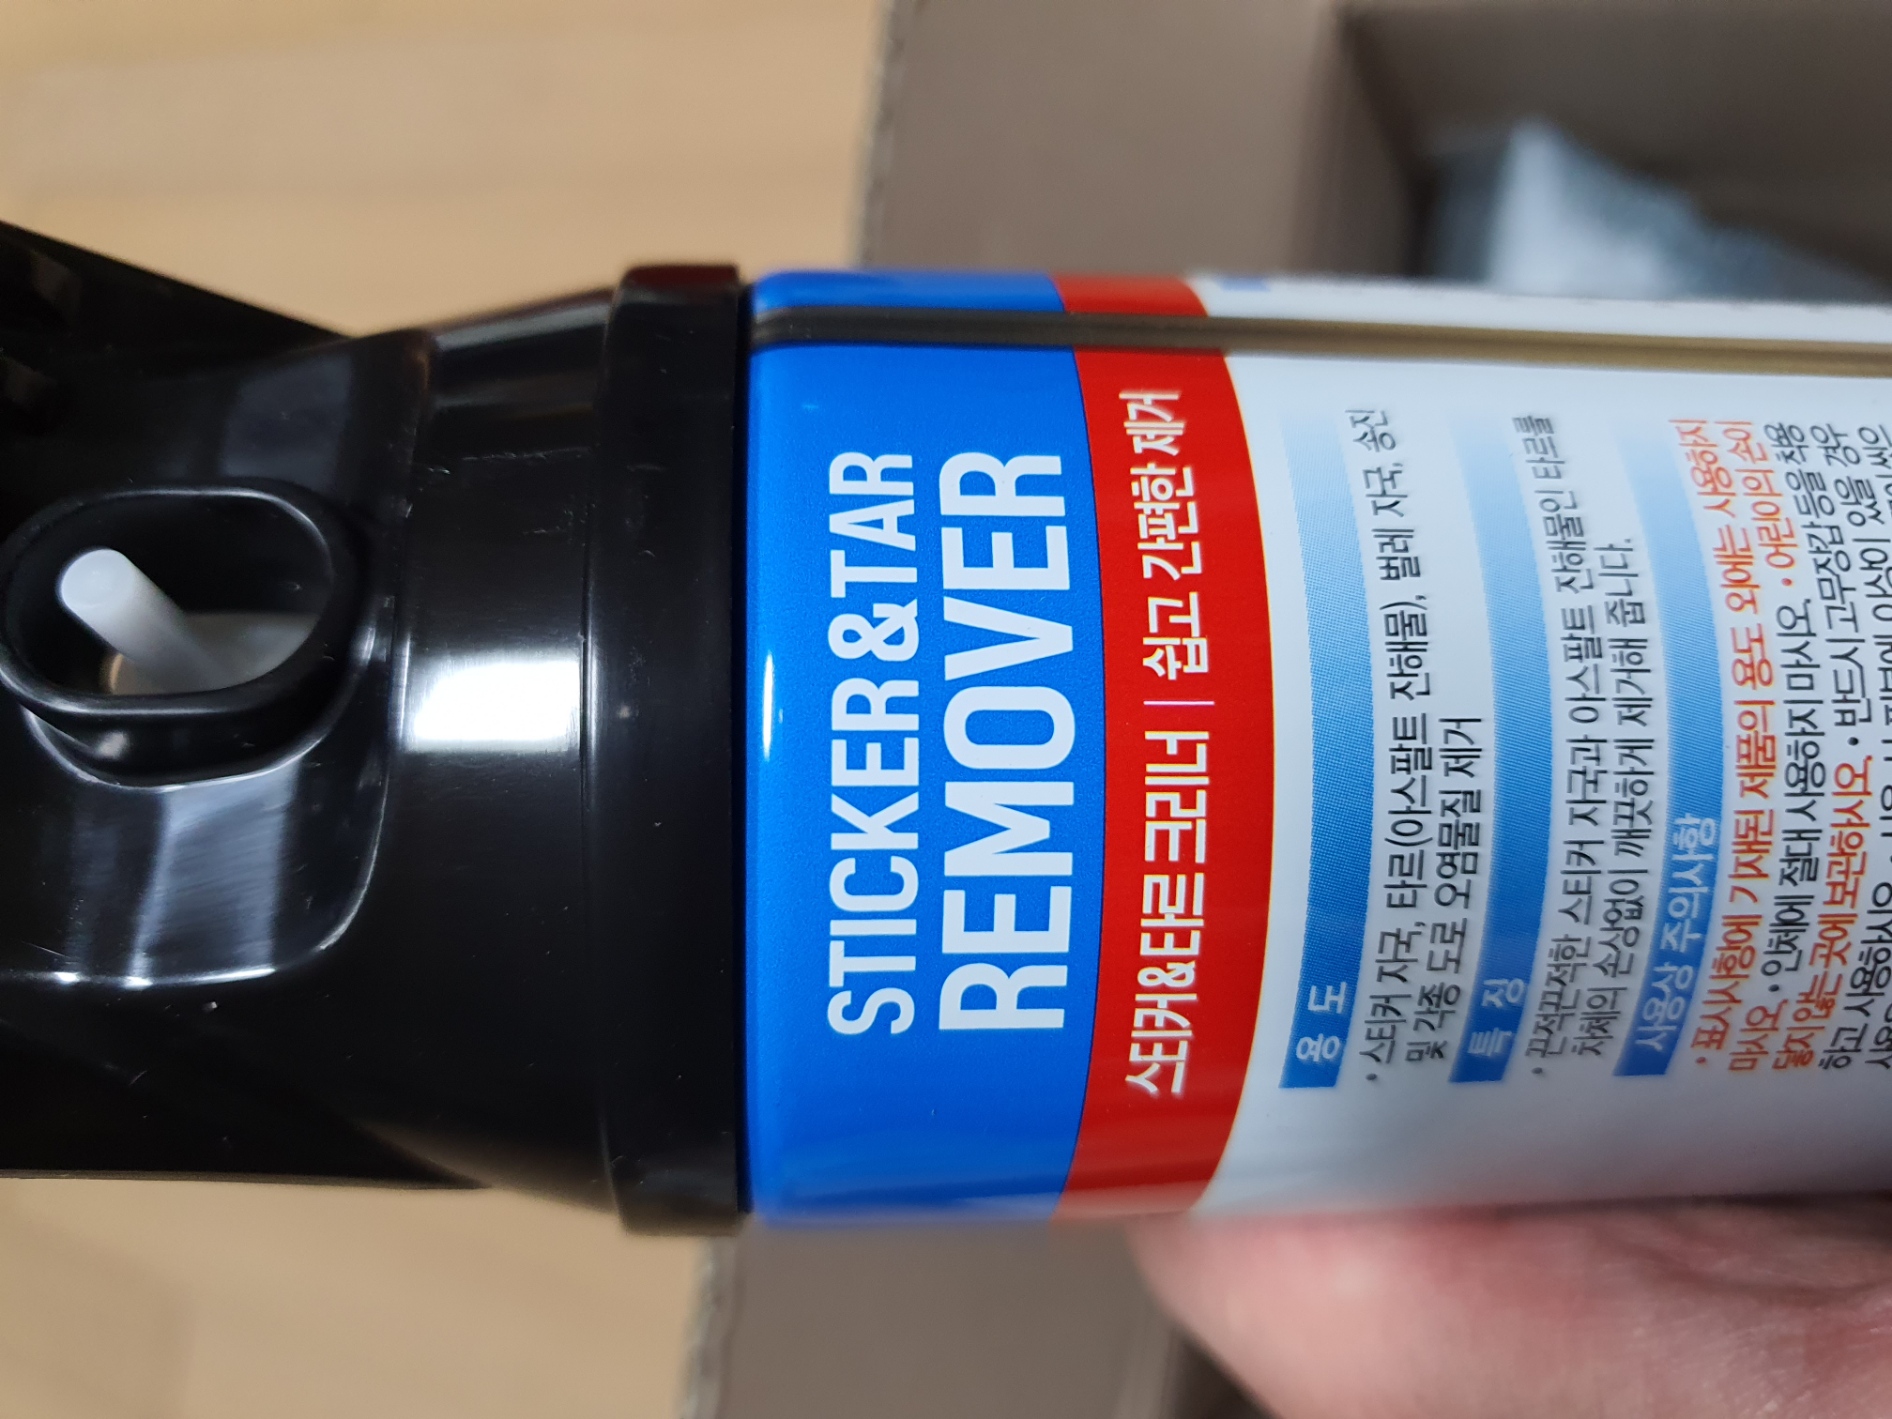 STICKER&TAR
REMOVER
스티커&타르 크리너 | 쉽고 간편한 제거
용 도
• 스티커 자국, 타르(아스팔트 잔해물), 벌레 자국, 송진
및 각종 도로 오염물질 제거
특 징
• 끈적끈적한 스티커 자국과 아스팔트 잔해물인 타르를
차체의 손상없이 깨끗하게 제거해 줍니다.
사용상 주의사항
• 표시사항에 기재된 제품의 용도 외에는 사용하지
마시오. • 인체에 절대 사용하지 마시오. • 어린이의 손이
닿지 않는 곳에 보관하시오. • 반드시 고무장갑 등을 착용
하고 사용하시오.